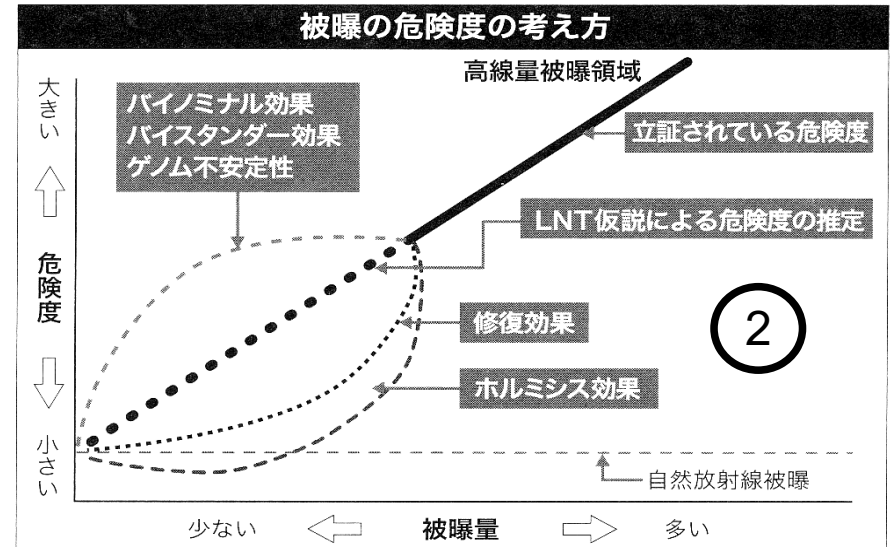 被曝の危険度の考え方
高線量被曝領域
大きい
バイノミナル効果
バイスタンダー効果
ゲノム不安定性
立証されている危険度
LNT仮説による危険度の推定
危険度
修復効果
2
ホルミシス効果
小さい
自然放射線被曝
少ない
被曝量
多い